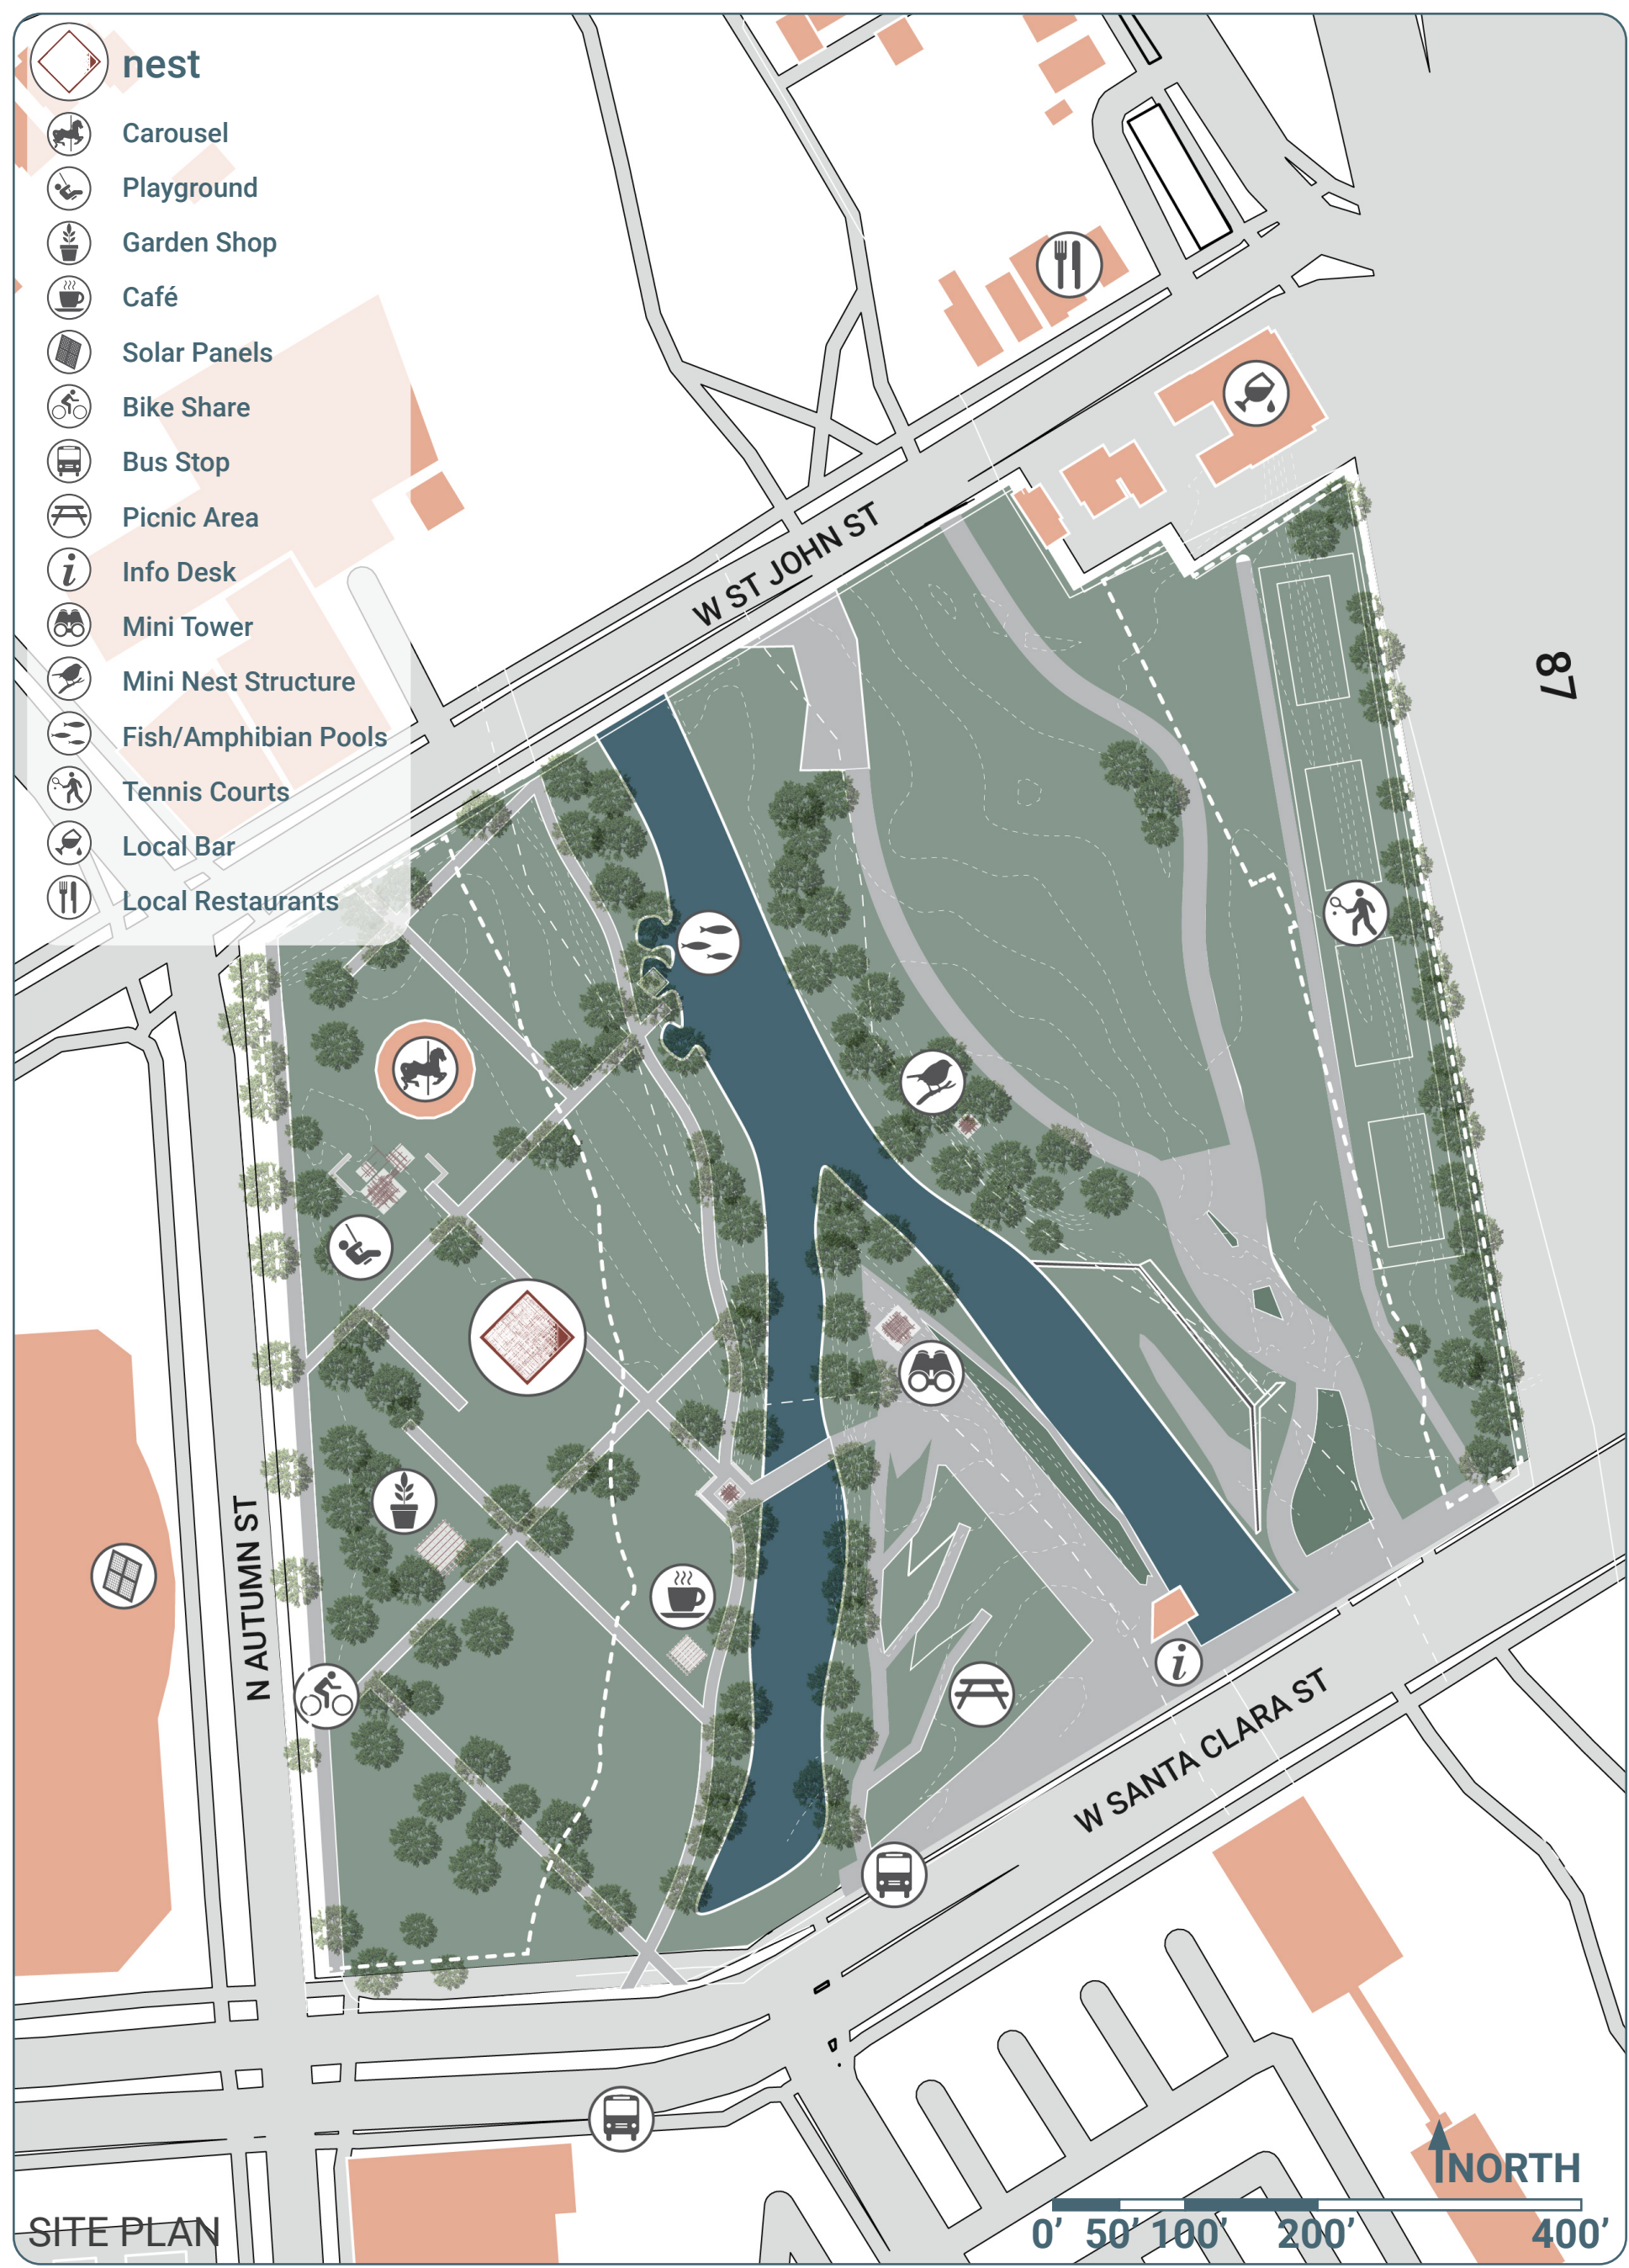 nest
Carousel
Playground
Garden Shop
Café
Solar Panels
Bike Share
Bus Stop
Picnic Area
Info Desk
Mini Tower
Mini Nest Structure
Fish/Amphibian Pools
Tennis Courts
Local Bar
Local Restaurants
W ST JOHN ST
87
N AUTUMN ST
W SANTA CLARA ST
NORTH
0’ 50’ 100’ 200’ 400’
SITE PLAN